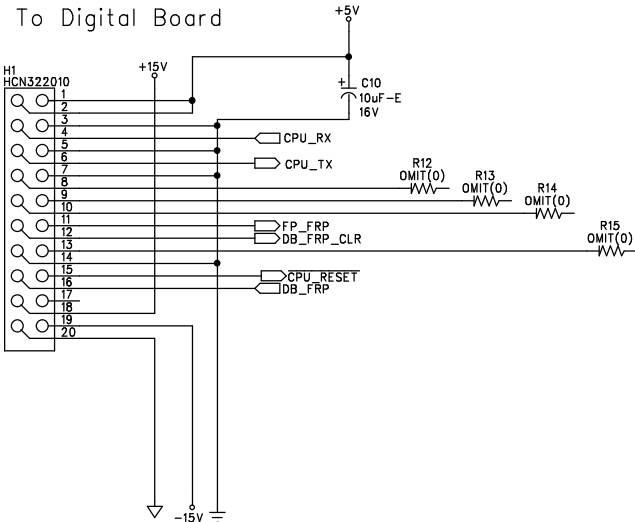 To Digital Board
+5V
+15V
H1
HCN322010
1
2
3
4
5
6
7
8
9
10
11
12
13
14
15
16
17
18
19
20
+ C10
10uF-E
16V
CPU_RX
CPU_TX
R12
OMIT(0)
R13
OMIT(0)
R14
OMIT(0)
R15
OMIT(0)
FP_FRP
DB_FRP_CLR
CPU_RESET
DB_FRP
-15V